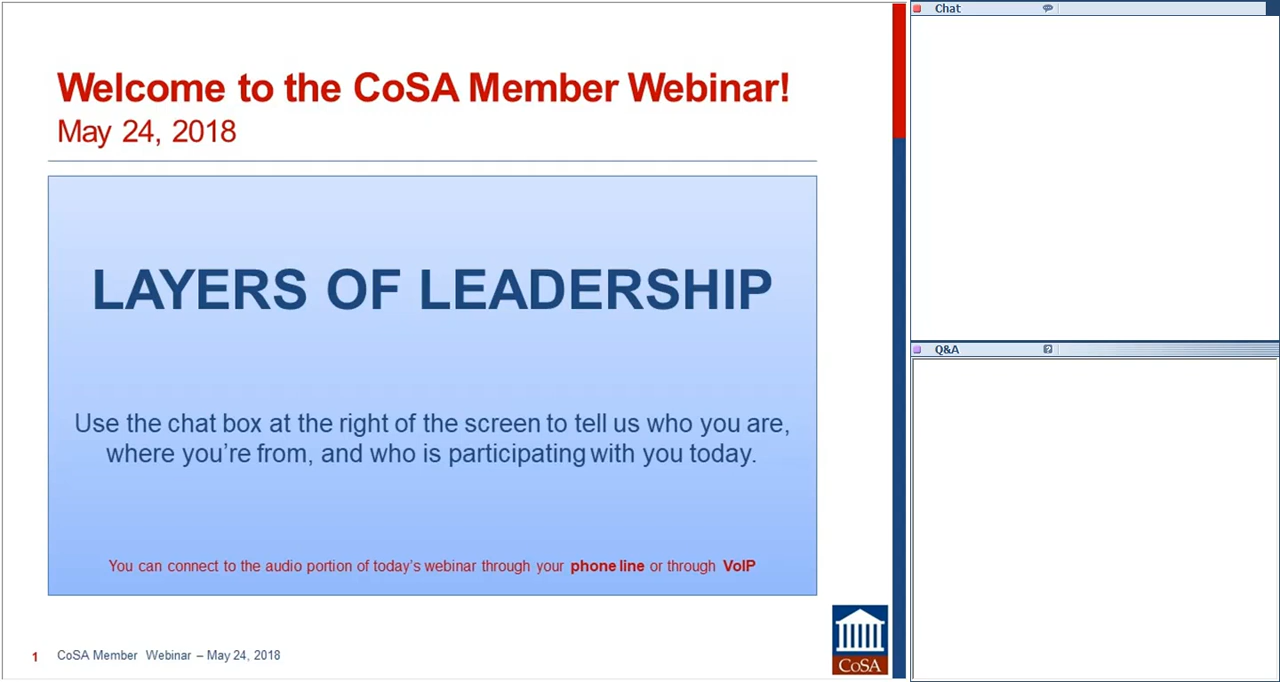 Welcome to the CoSA Member Webinar!
May 24, 2018
LAYERS OF LEADERSHIP
Use the chat box at the right of the screen to tell us who you are,
where you're from, and who is participating with you today.
You can connect to the audio portion of today's webinar through your phone line or through VoIP
CoSA
1 CoSA Member Webinar – May 24, 2018
Chat
Q&A